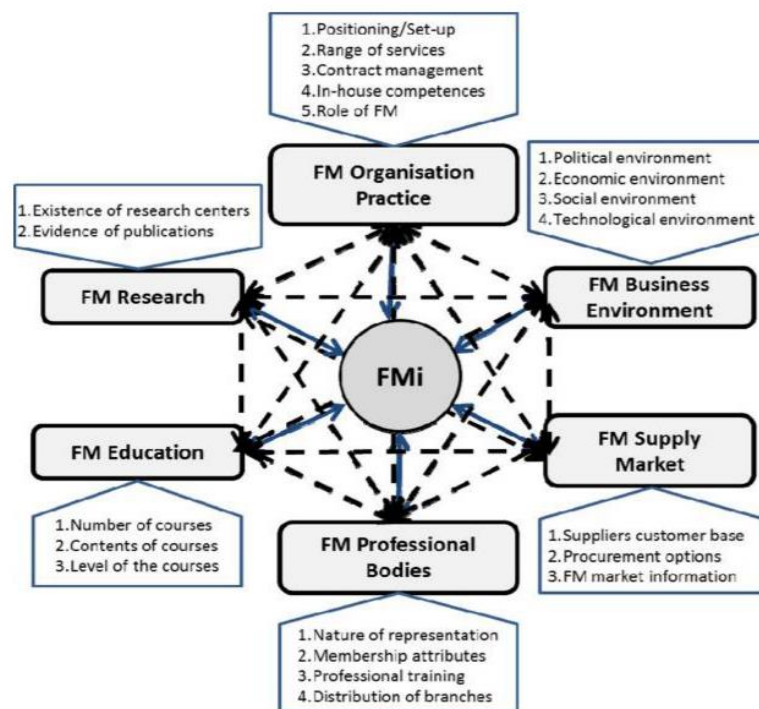 1.Positioning/Set-up
2.Range of services
3.Contract management
4.In-house competences
5.Role of FM
FM Organisation
Practice
1.Political environment
2.Economic environment
3.Social environment
4.Technological environment
1.Existence of research centers
2.Evidence of publications
FM Research
FM Business
Environment
FMi
FM Education
FM Supply
Market
1.Number of courses
2.Contents of courses
3.Level of the courses
FM Professional
Bodies
1.Suppliers customer base
2.Procurement options
3.FM market information
1.Nature of representation
2.Membership attributes
3.Professional training
4.Distribution of branches